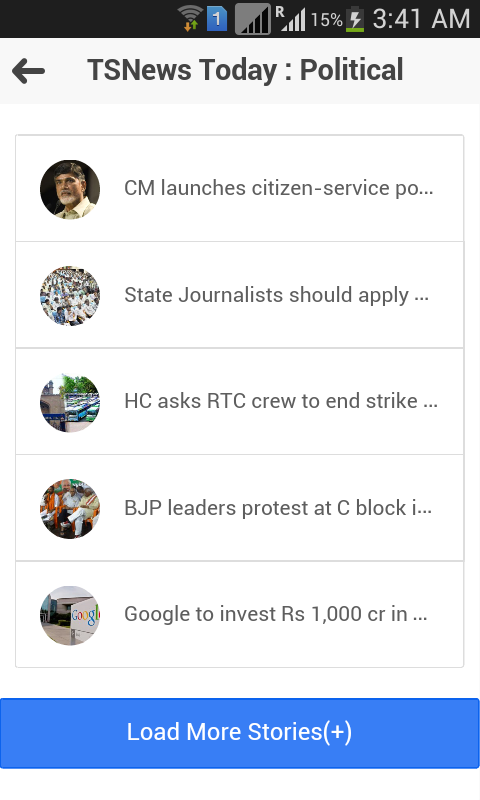 1 R 15% 3:41 AM
TSNews Today : Political
CM launches citizen-service po...
State Journalists should apply ...
HC asks RTC crew to end strike ...
BJP leaders protest at C block i...
Google
Google to invest Rs 1,000 cr in ...
Load More Stories(+)